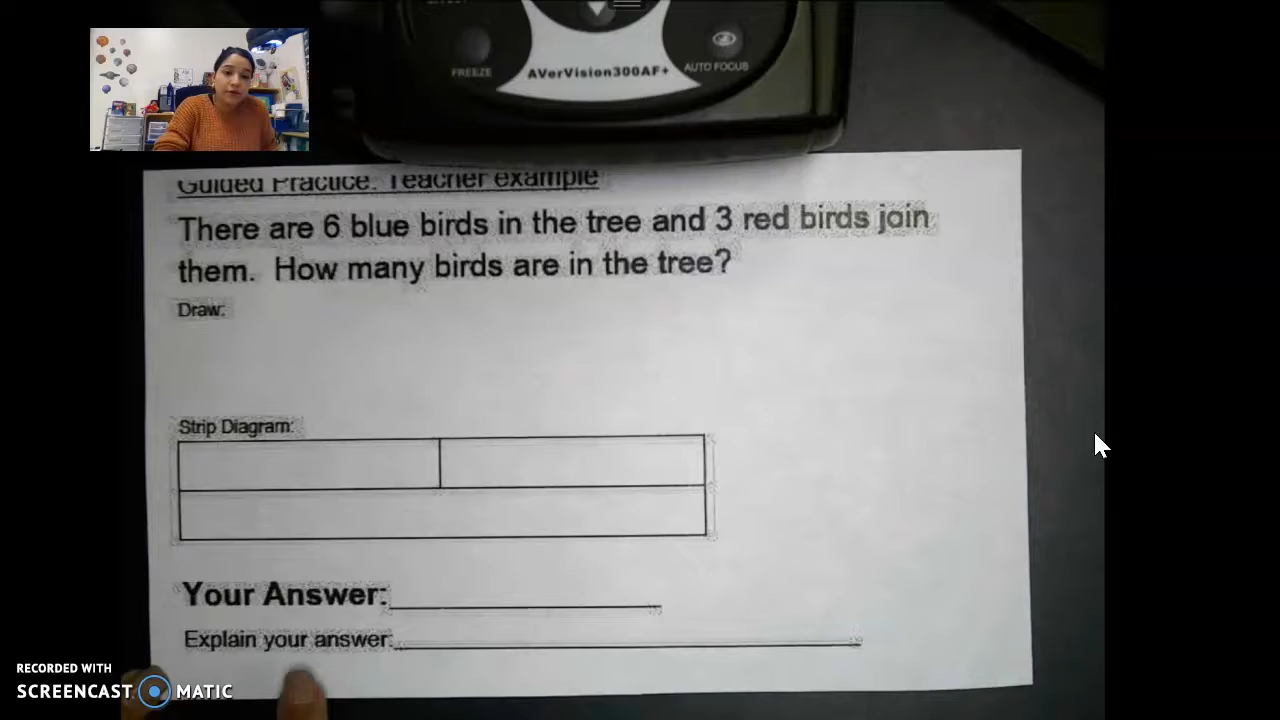 FREEZE
AVerVision300AF+
AUTO FOCUS
Guided Practice: Teacher example
There are 6 blue birds in the tree and 3 red birds join
them. How many birds are in the tree?
Draw:
Strip Diagram:
Your Answer:
Explain your answer:
RECORDED WITH
SCREENCAST MATIC